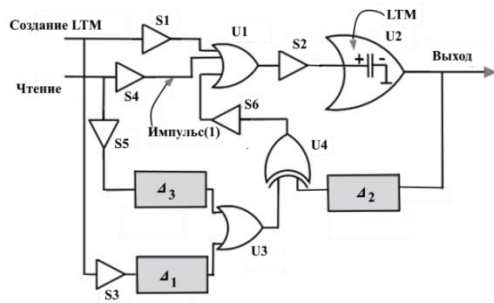 Создание LTM
S1
U1
S2
LTM
U2
+ -
Выход
Чтение
S4
Импульс(1)
S6
S5
U4
Δ3
Δ2
U3
S3
Δ1